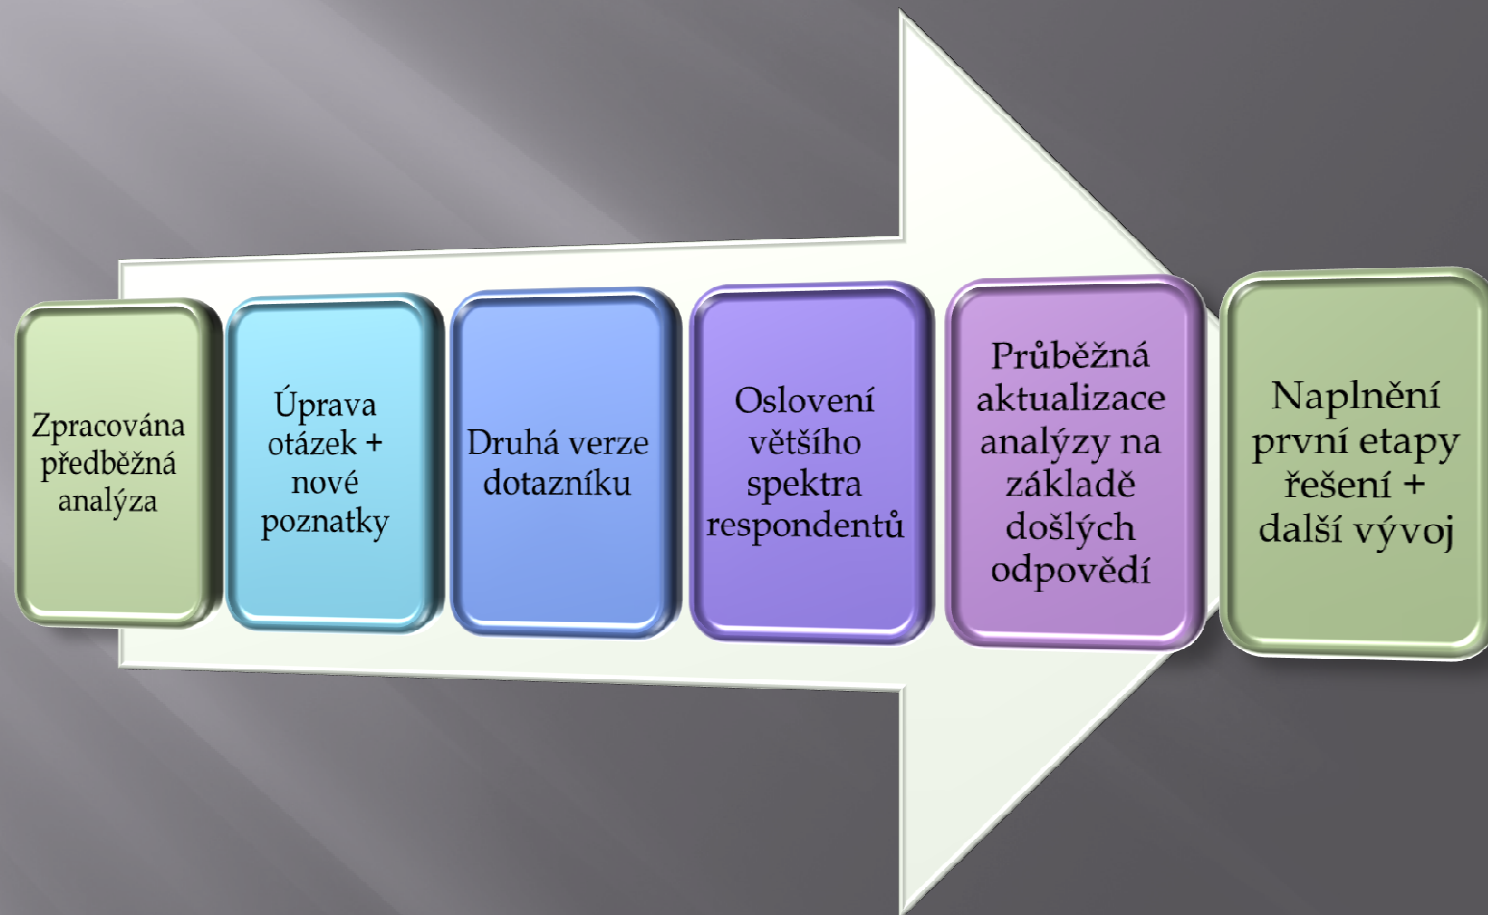 Zpracována
předběžná
analýza
Úprava
otázek +
nové
poznatky
Druhá verze
dotazníku
Oslovení
většího
spektra
respondentů
Průběžná
aktualizace
analýzy na
základě
došlých
odpovědí
Naplnění
první etapy
řešení +
další vývoj